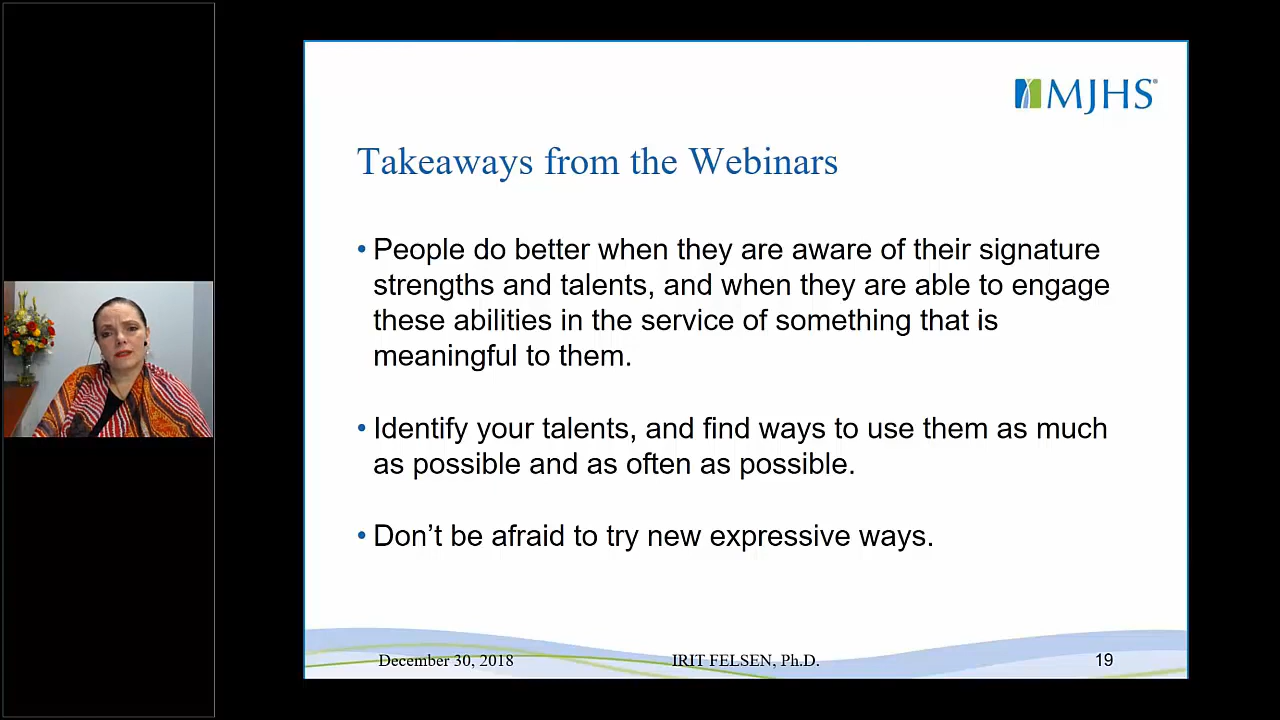 MJHS®
Takeaways from the Webinars
• People do better when they are aware of their signature
strengths and talents, and when they are able to engage
these abilities in the service of something that is
meaningful to them.
• Identify your talents, and find ways to use them as much
as possible and as often as possible.
• Don’t be afraid to try new expressive ways.
December 30, 2018 IRIT FELSEN, Ph.D. 19